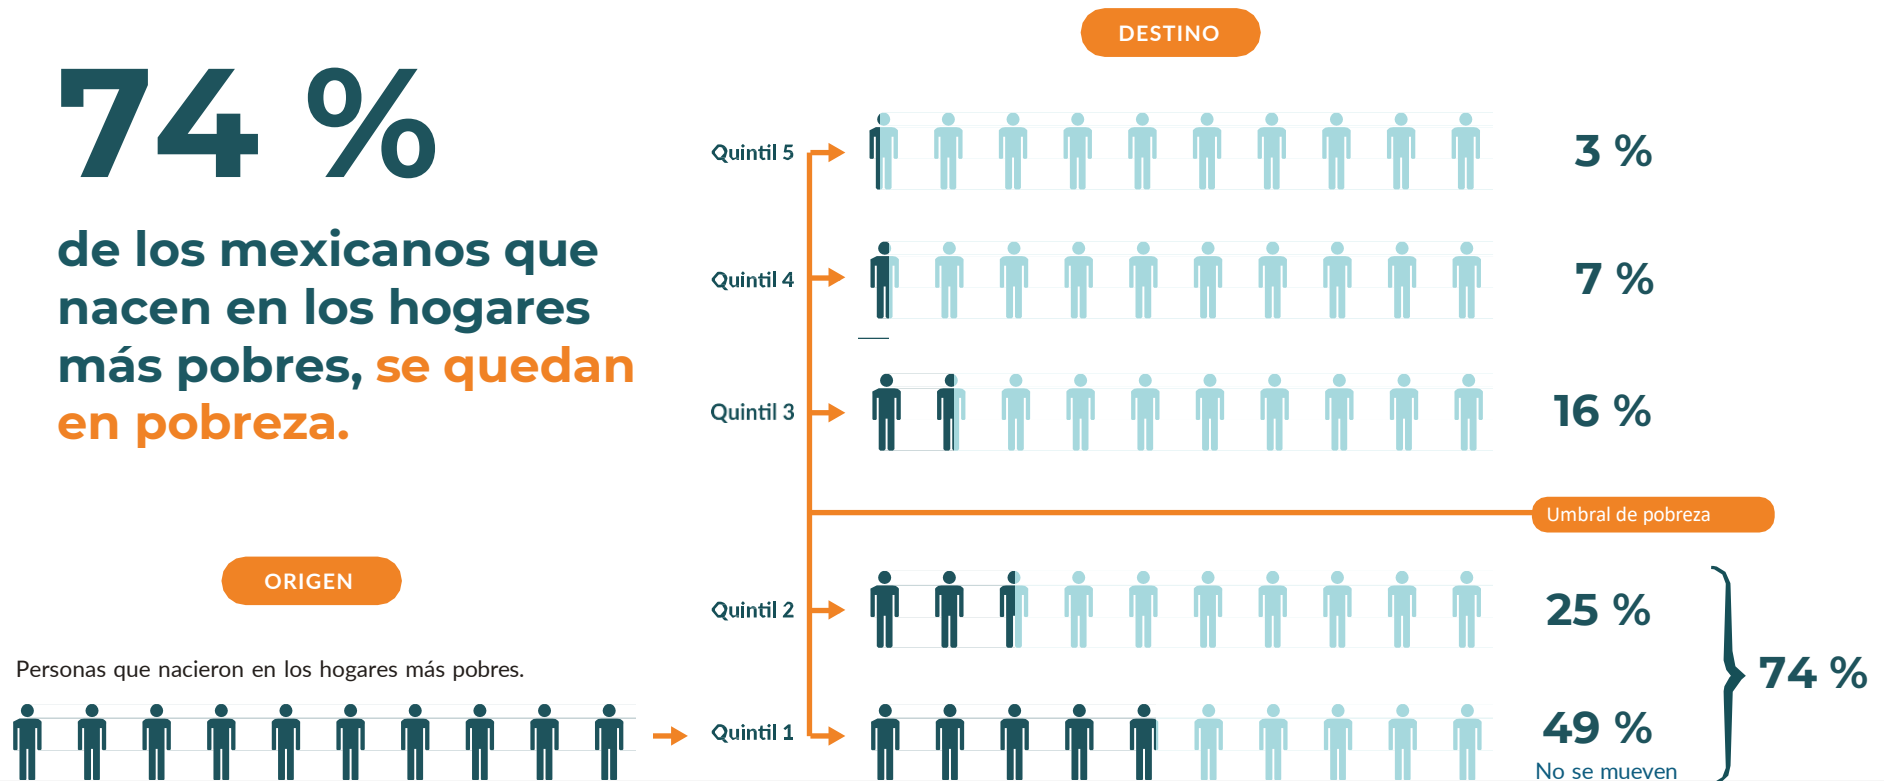 74 %
de los mexicanos que
nacen en los hogares
más pobres, se quedan
en pobreza.
ORIGEN
Personas que nacieron en los hogares más pobres.
DESTINO
Quintil 5
3 %
Quintil 4
7 %
Quintil 3
16 %
Umbral de pobreza
Quintil 2
25 %
74 %
Quintil 1
49 %
No se mueven